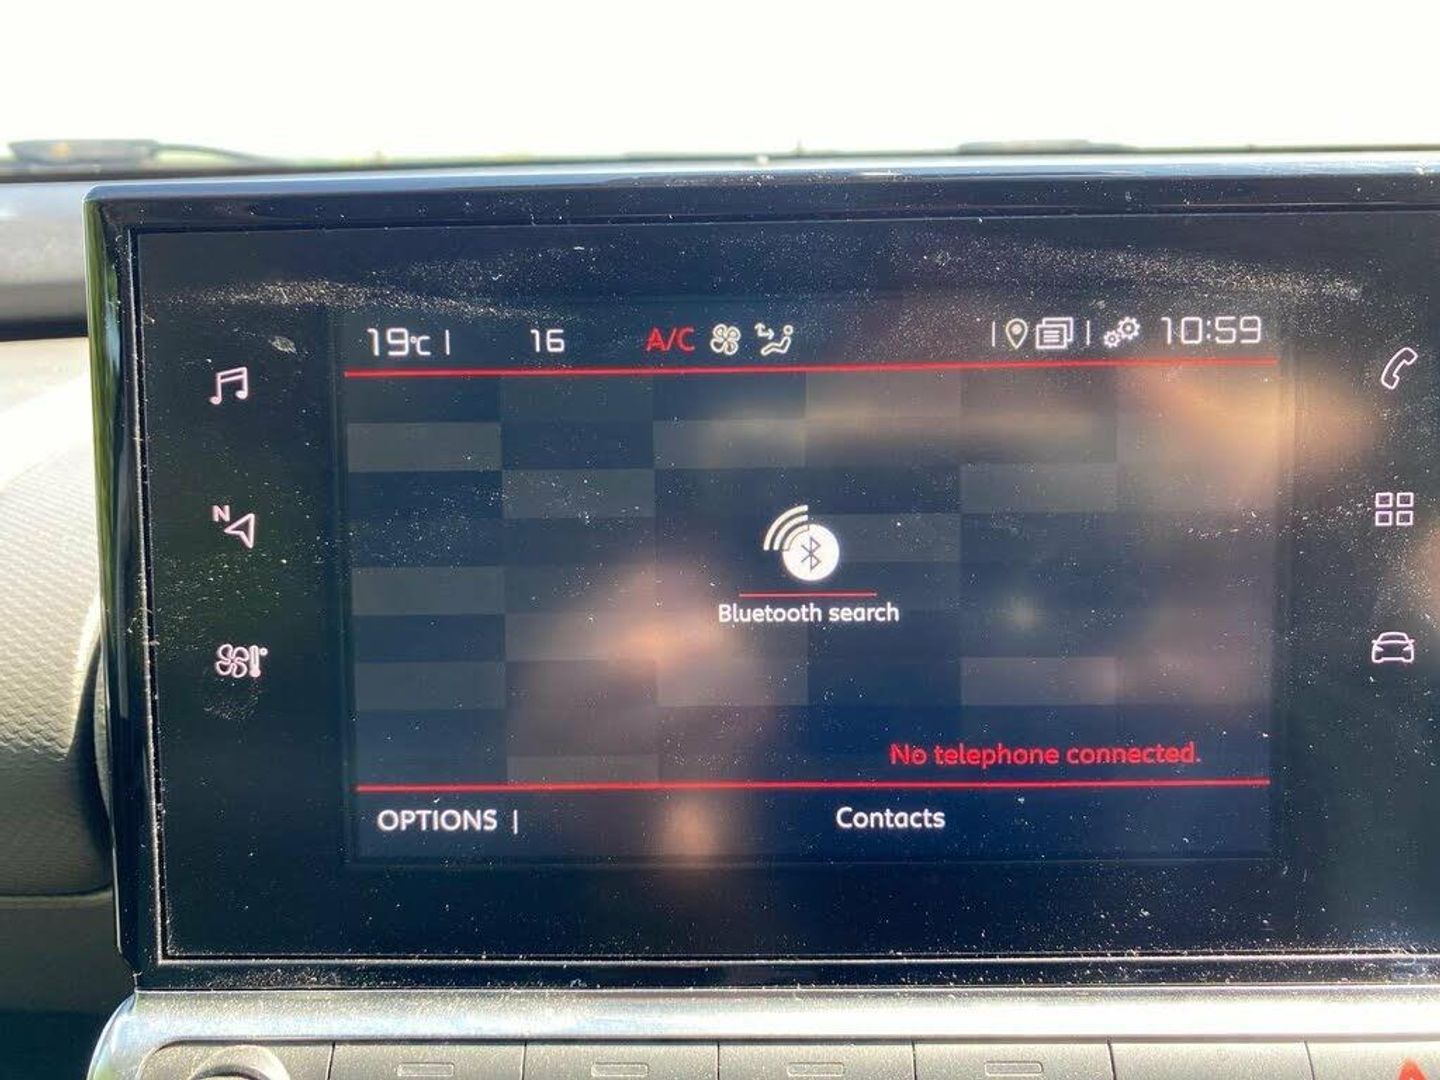 19°C | 16 A/C | | 10:59
N
Bluetooth search
No telephone connected.
OPTIONS | Contacts